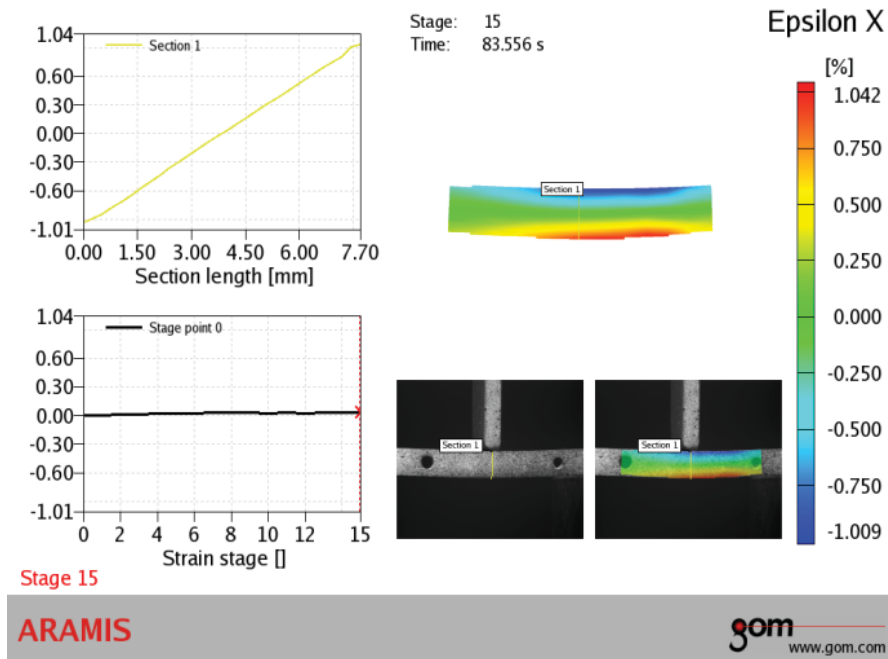 Epsilon X
Stage: 15
Time: 83.556 s
[%]
1.04
0.60
0.30
0.00
-0.30
-0.60
-1.01
Section 1
0.00 1.50 3.00 4.50 6.00 7.70
Section length [mm]
1.04
0.60
0.30
0.00
-0.30
-0.60
-1.01
Stage point 0
0 2 4 6 8 10 12 15
Strain stage []
Section 1
Section 1
Section 1
1.042
0.750
0.500
0.250
0.000
-0.250
-0.500
-0.750
-1.009
Stage 15
ARAMIS
gom
www.gom.com